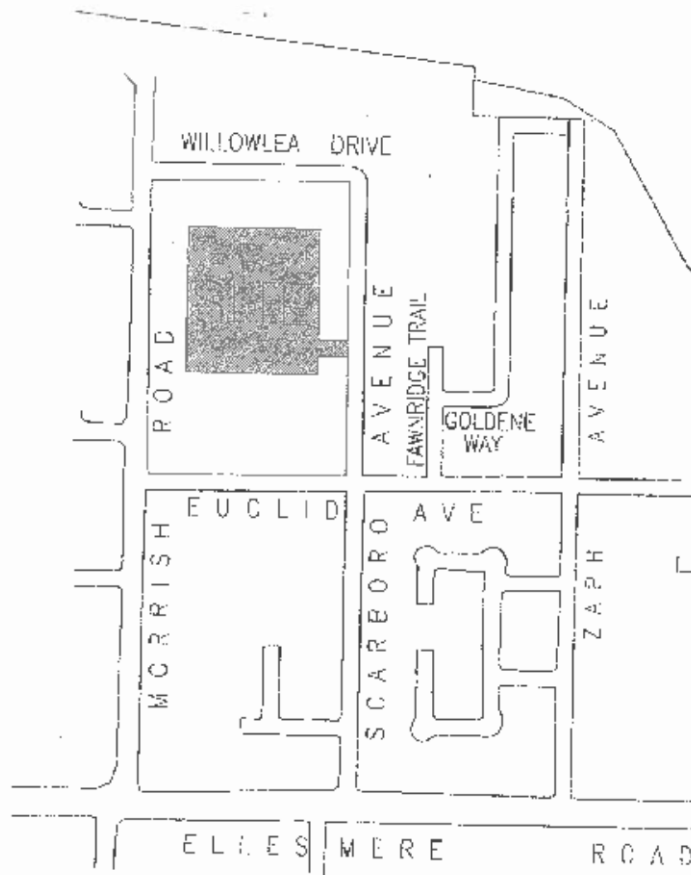 WILLOWLEA DRIVE
MORRISH ROAD
SCARBORO AVENUE
FAWNRIDGE TRAIL
GOLDENE
WAY
ZAPH AVENUE
EUCLID AVE
ELLESMERE ROAD